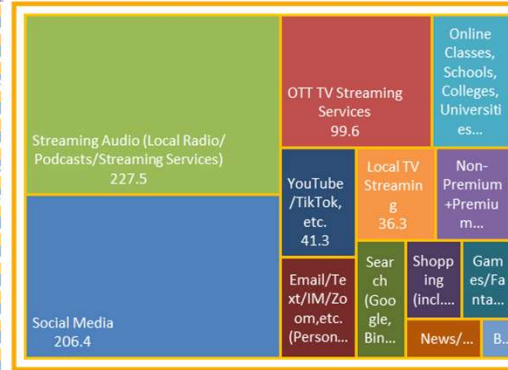 Streaming Audio (Local Radio/
Podcasts/Streaming Services)
227.5
Social Media
206.4
OTT TV Streaming
Services
99.6
Online
Classes,
Schools,
Colleges,
Universiti
es...
YouTube
/TikTok,
etc.
41.3
Local TV
Streamin
g
36.3
Non-
Premium
+Premiu
m...
Email/Te
xt/IM/Zo
om,etc.
(Person...
Sear
ch
(Goo
gle,
Bin...
Shopp
ing
(incl....
Gam
es/Fa
nta...
News/...
B...